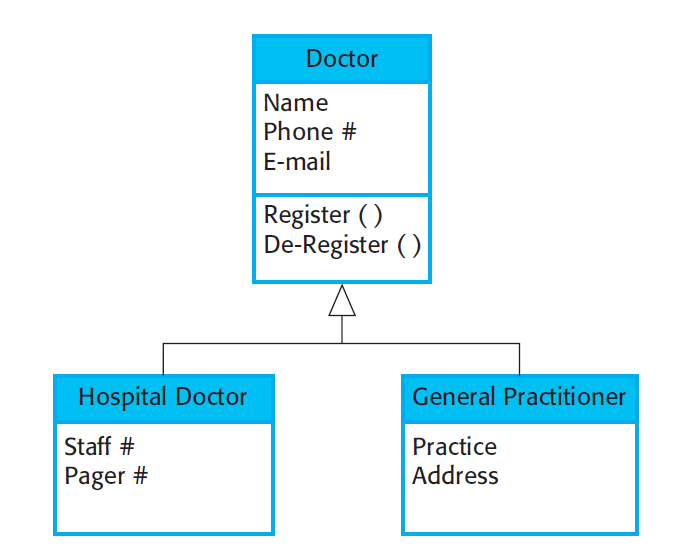 Doctor
Name
Phone #
E-mail
Register ( )
De-Register ( )
Hospital Doctor
Staff #
Pager #
General Practitioner
Practice
Address